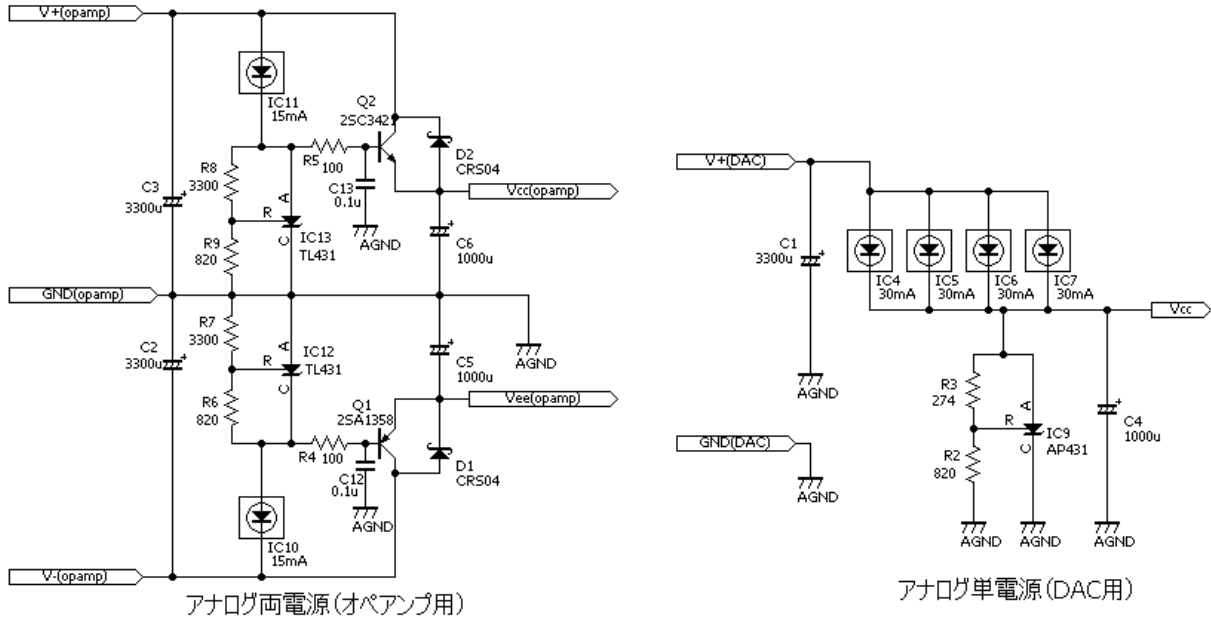 V+(opamp)
IC11
15mA
Q2
2SC3421
R8
3300
R5
100
A
D2
CRS04
C3
3300u
C13
0.1u
Vcc(opamp)
R
R9
820
C
IC13
TL431
AGND
C6
1000u
GND(opamp)
R7
3300
A
IC12
TL431
C2
3300u
R
C5
1000u
AGND
R6
820
C
Q1
2SA1358
Vee(opamp)
R4
100
C12
0.1u
D1
CRS04
AGND
IC10
15mA
V-(opamp)
アナログ両電源(オペアンプ用)
V+(DAC)
C1
3300u
IC4
30mA
IC5
30mA
IC6
30mA
IC7
30mA
Vcc
AGND
R3
274
A
R
IC9
AP431
C
C4
1000u
GND(DAC)
R2
820
AGND
AGND
AGND
AGND
アナログ単電源(DAC用)